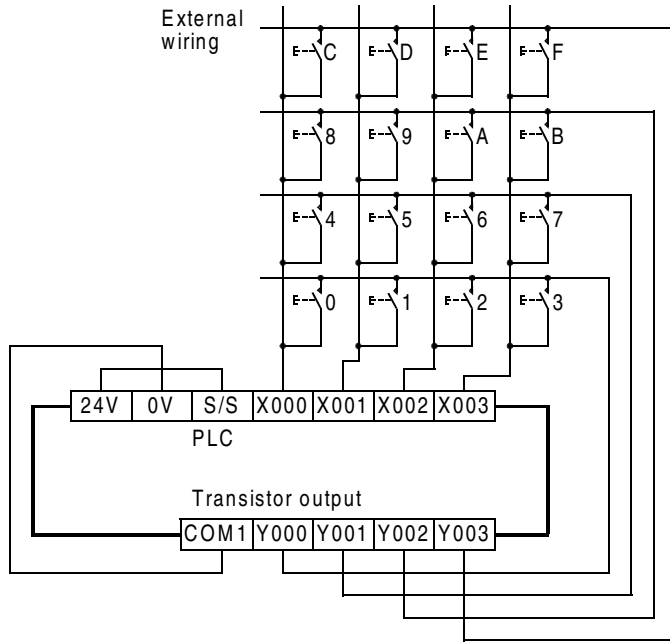 External
wiring
C D E F
8 9 A B
4 5 6 7
0 1 2 3
24V 0V S/S X000 X001 X002 X003
PLC
Transistor output
COM1 Y000 Y001 Y002 Y003